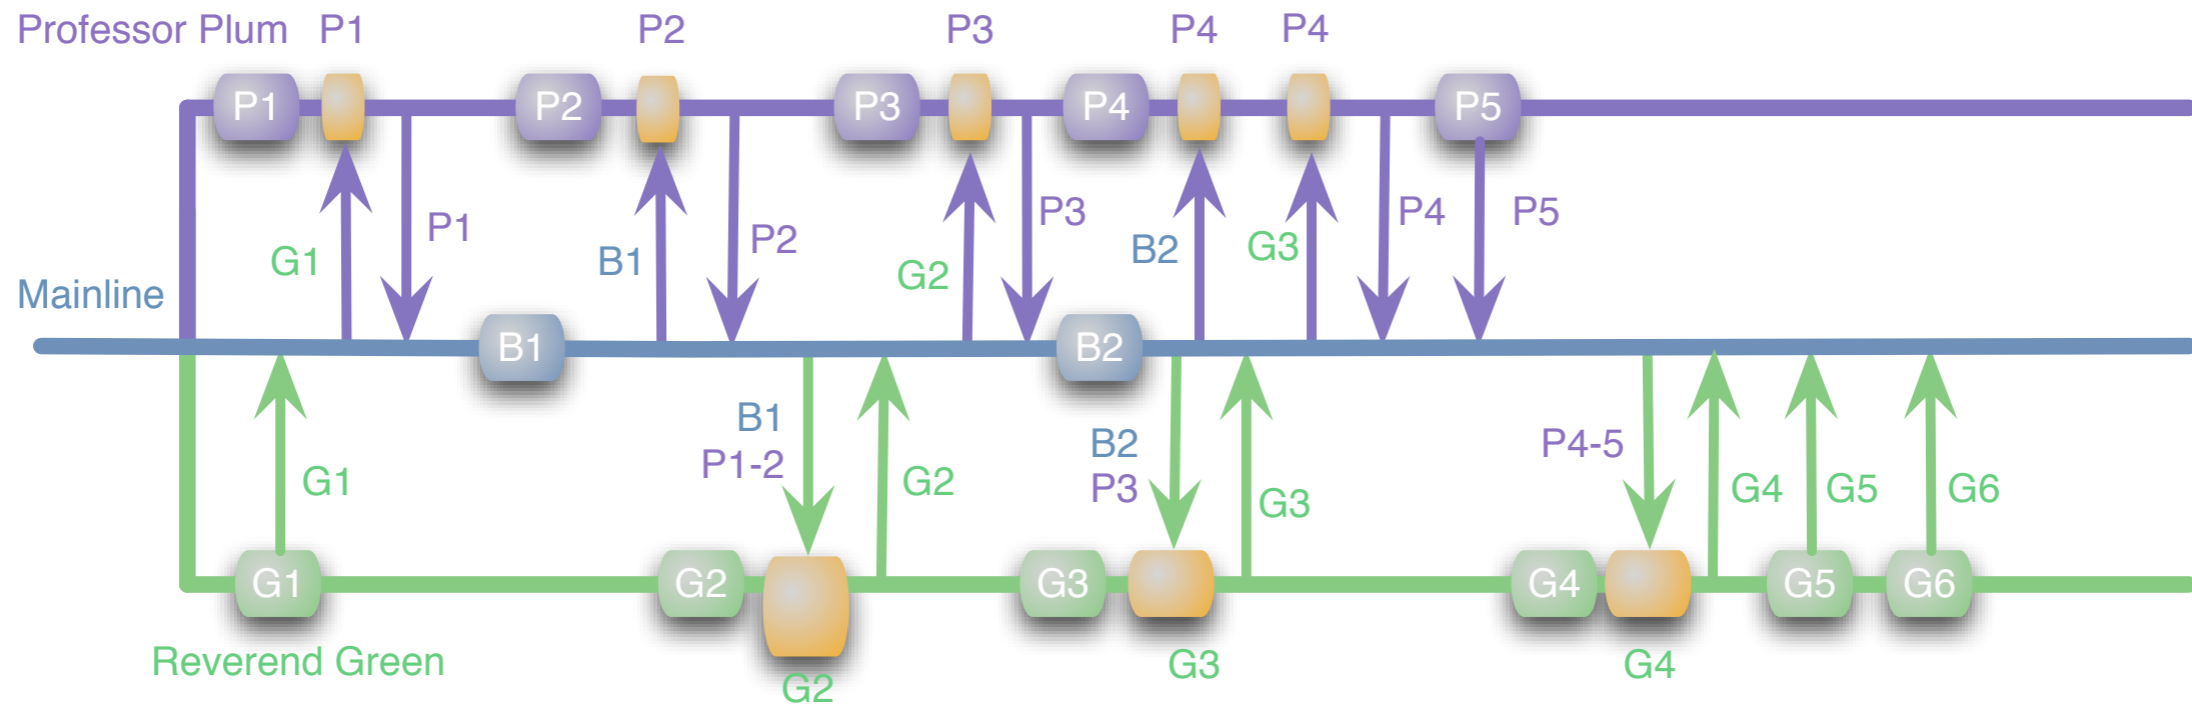 Professor Plum P1 P2 P3 P4 P4
P1 P2 P3 P4 P5
P1 P2 P3 P4 P5
G1 B1 G2 B2 G3
Mainline
B1 B2
B1 B2 P4-5
P1-2 P3
G1 G2 G3 G4 G5 G6
G1 G2 G3 G4 G5 G6
Reverend Green G2 G3 G4